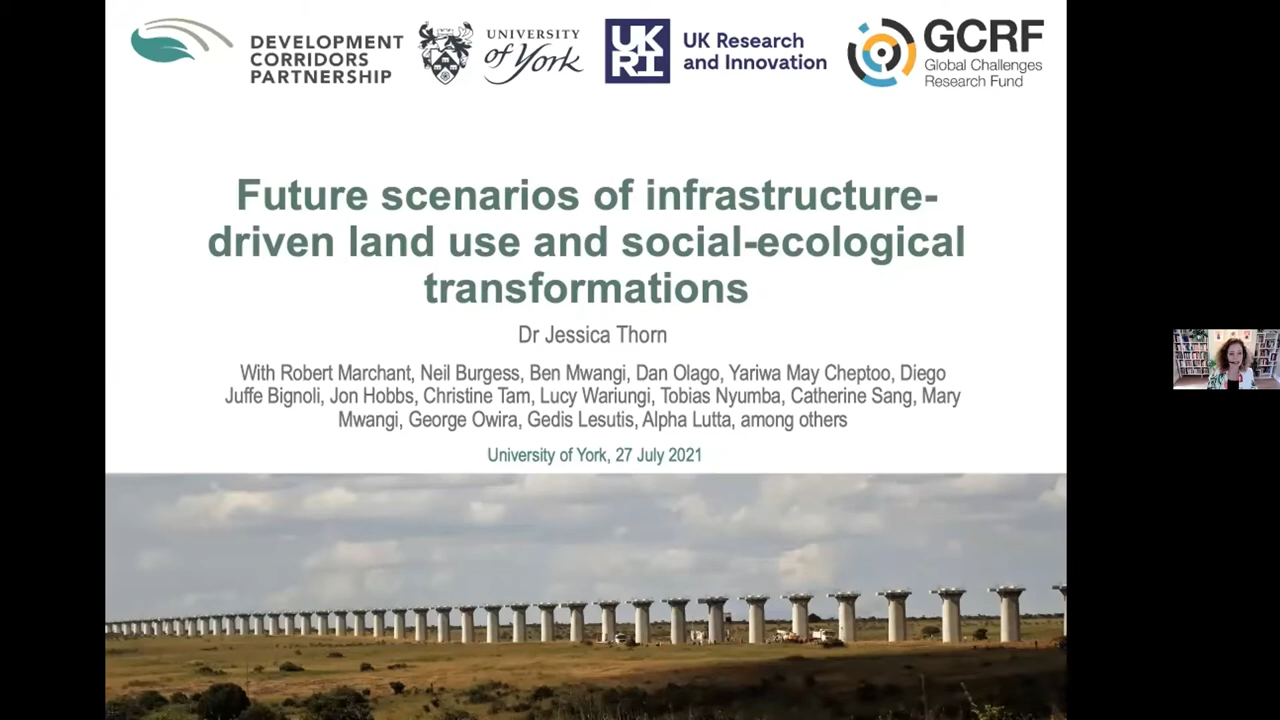 DEVELOPMENT
CORRIDORS
PARTNERSHIP
UNIVERSITY
of York
UK
RI
UK Research
and Innovation
GCRF
Global Challenges
Research Fund
Future scenarios of infrastructure-
driven land use and social-ecological
transformations
Dr Jessica Thorn
With Robert Marchant, Neil Burgess, Ben Mwangi, Dan Olago, Yariwa May Cheptoo, Diego
Juffe Bignoli, Jon Hobbs, Christine Tam, Lucy Wariungi, Tobias Nyumba, Catherine Sang, Mary
Mwangi, George Owira, Gedis Lesutis, Alpha Lutta, among others
University of York, 27 July 2021